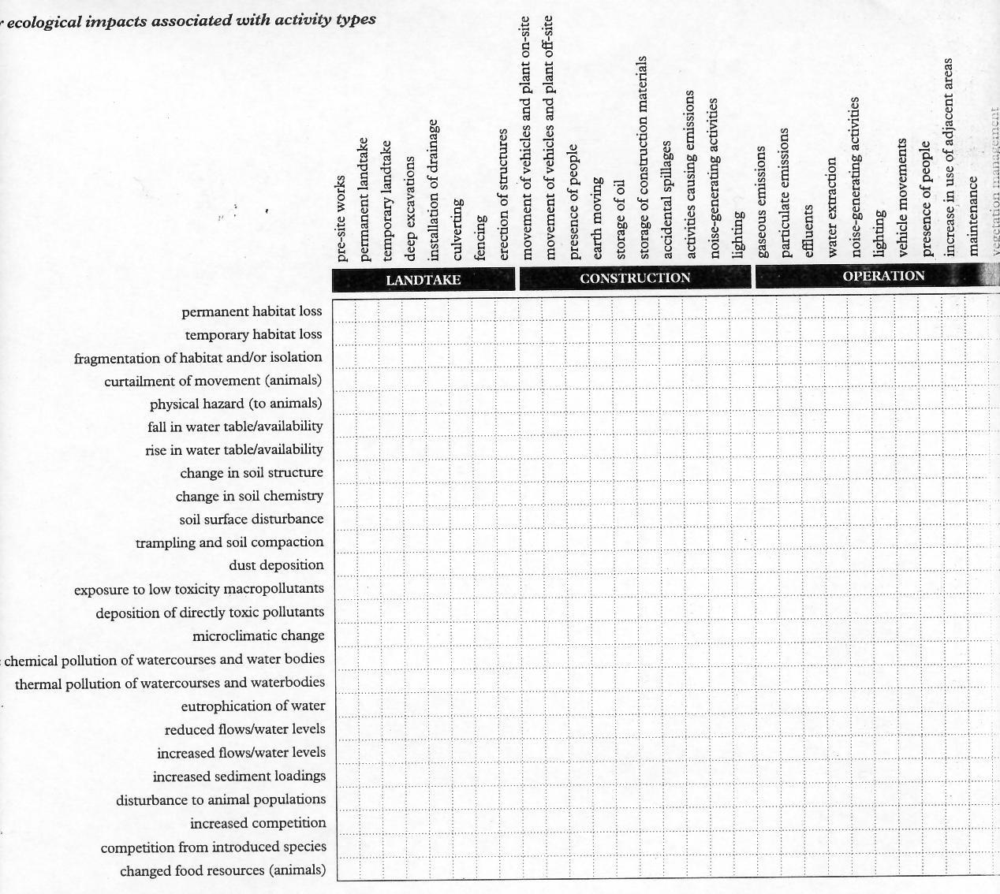 ecological impacts associated with activity types
pre-site works
permanent landtake
temporary landtake
deep excavations
installation of drainage
culverting
fencing
erection of structures
movement of vehicles and plant on-site
movement of vehicles and plant off-site
presence of people
earth moving
storage of oil
storage of construction materials
accidental spillages
activities causing emissions
noise-generating activities
lighting
gaseous emissions
particulate emissions
effluents
water extraction
noise-generating activities
lighting
vehicle movements
presence of people
increase in use of adjacent areas
maintenance
vegetation management
LANDTAKE
CONSTRUCTION
OPERATION
permanent habitat loss
temporary habitat loss
fragmentation of habitat and/or isolation
curtailment of movement (animals)
physical hazard (to animals)
fall in water table/availability
rise in water table/availability
change in soil structure
change in soil chemistry
soil surface disturbance
trampling and soil compaction
dust deposition
exposure to low toxicity macropollutants
deposition of directly toxic pollutants
microclimatic change
chemical pollution of watercourses and water bodies
thermal pollution of watercourses and waterbodies
eutrophication of water
reduced flows/water levels
increased flows/water levels
increased sediment loadings
disturbance to animal populations
increased competition
competition from introduced species
changed food resources (animals)